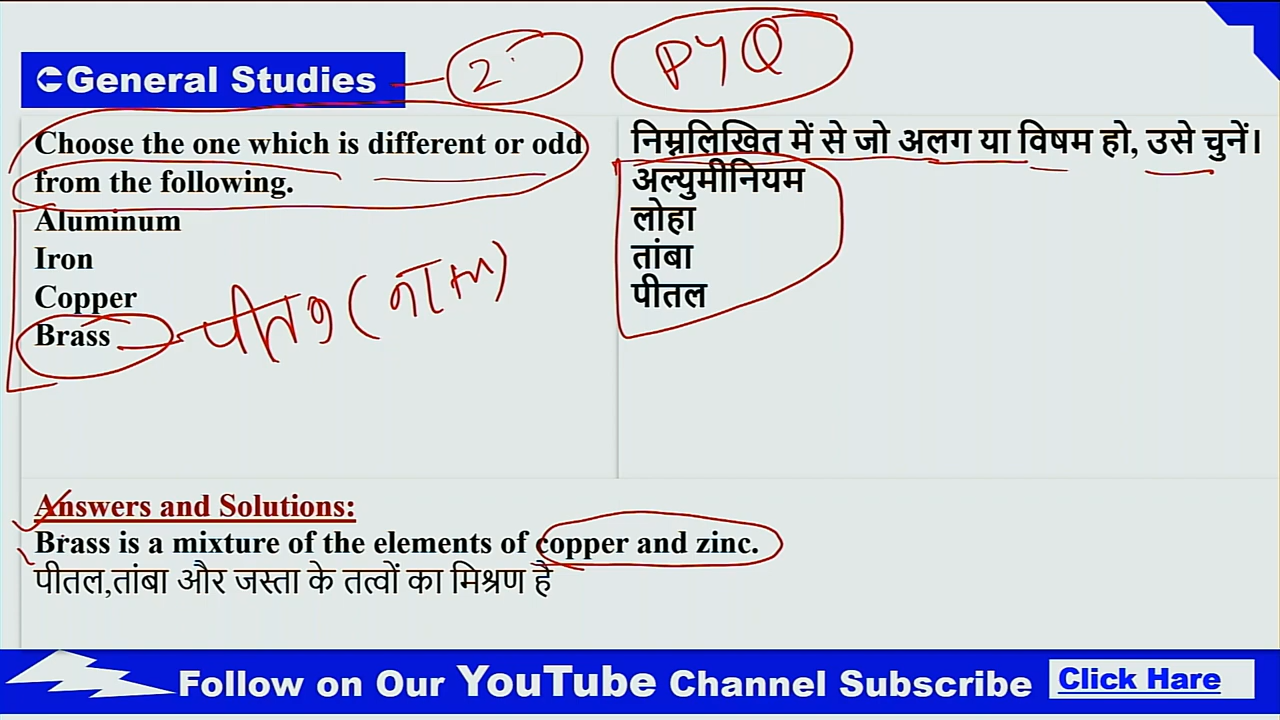 General Studies
2
PYQ
Choose the one which is different or odd
from the following.
Aluminum
Iron
Copper
Brass
निम्नलिखित में से जो अलग या विषम हो, उसे चुनें।
अल्युमीनियम
लोहा
तांबा
पीतल
Answers and Solutions:
Brass is a mixture of the elements of copper and zinc.
पीतल,तांबा और जस्ता के तत्वों का मिश्रण है
Follow on Our YouTube Channel Subscribe
Click Hare